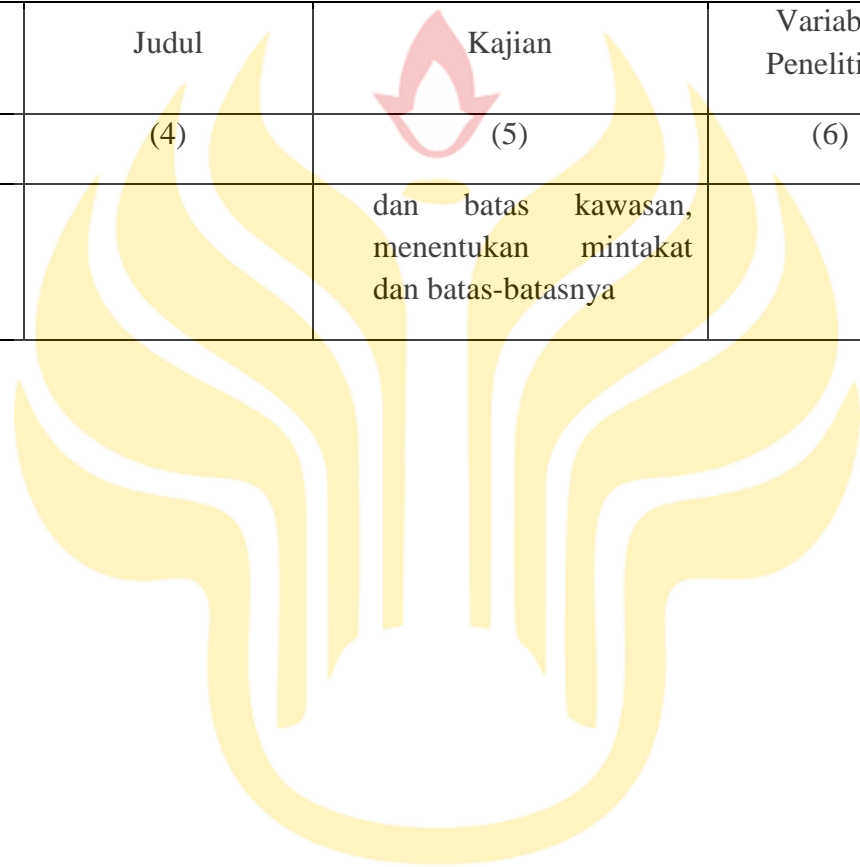 Judul
Kajian
Variab
Peneliti
(4)
(5)
(6)
dan batas kawasan,
menentukan mintakat
dan batas-batasnya